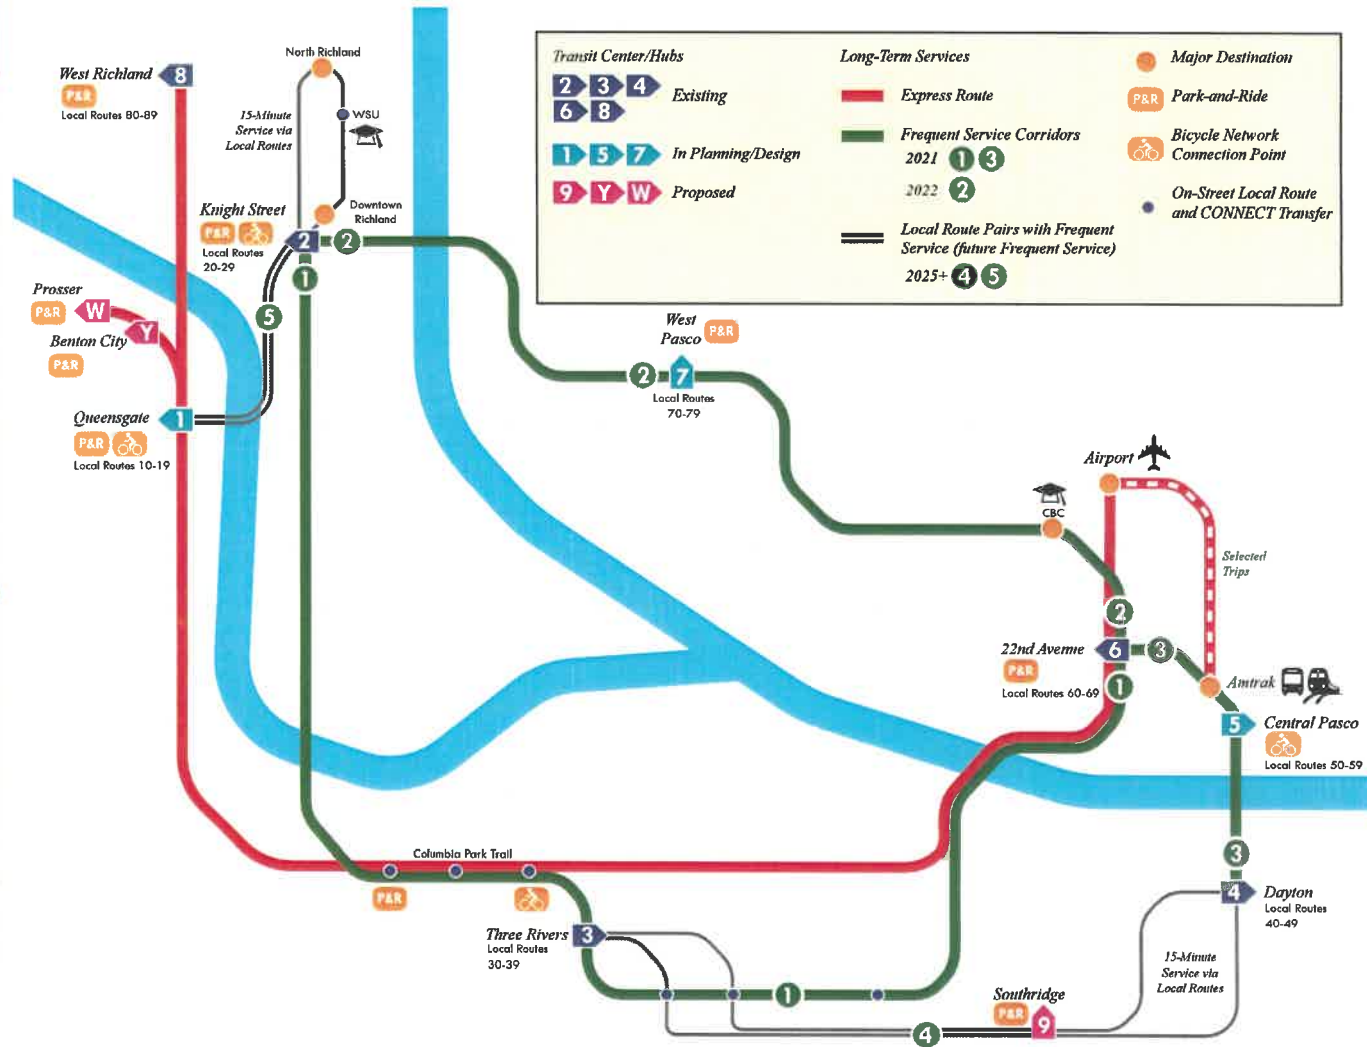 North Richland
West Richland
8
P&R
Local Routes 80-89
15-Minute
Service via
Local Routes
WSU
Knight Street
P&R
Local Routes
20-29
Downtown
Richland
2
2
1
5
Prosser
P&R
W
Benton City
Y
P&R
Queensgate
1
P&R
Local Routes 10-19
Transit Center/Hubs
2 3 4
6 8
Existing
1 5 7
In Planning/Design
9 Y W
Proposed
Long-Term Services
Express Route
Frequent Service Corridors
2021 1 3
2022 2
Local Route Pairs with Frequent
Service (future Frequent Service)
2025+ 4 5
Major Destination
P&R Park-and-Ride
Bicycle Network
Connection Point
On-Street Local Route
and CONNECT Transfer
West
Pasco
P&R
2
7
Local Routes
70-79
Airport
CBC
Selected
Trips
2
22nd Avenue
6
3
P&R
Local Routes 60-69
1
Amtrak
5
Central Pasco
Local Routes 50-59
3
Columbia Park Trail
P&R
4
Dayton
Local Routes
40-49
Three Rivers
3
Local Routes
30-39
15-Minute
Service via
Local Routes
1
Southridge
P&R
9
4